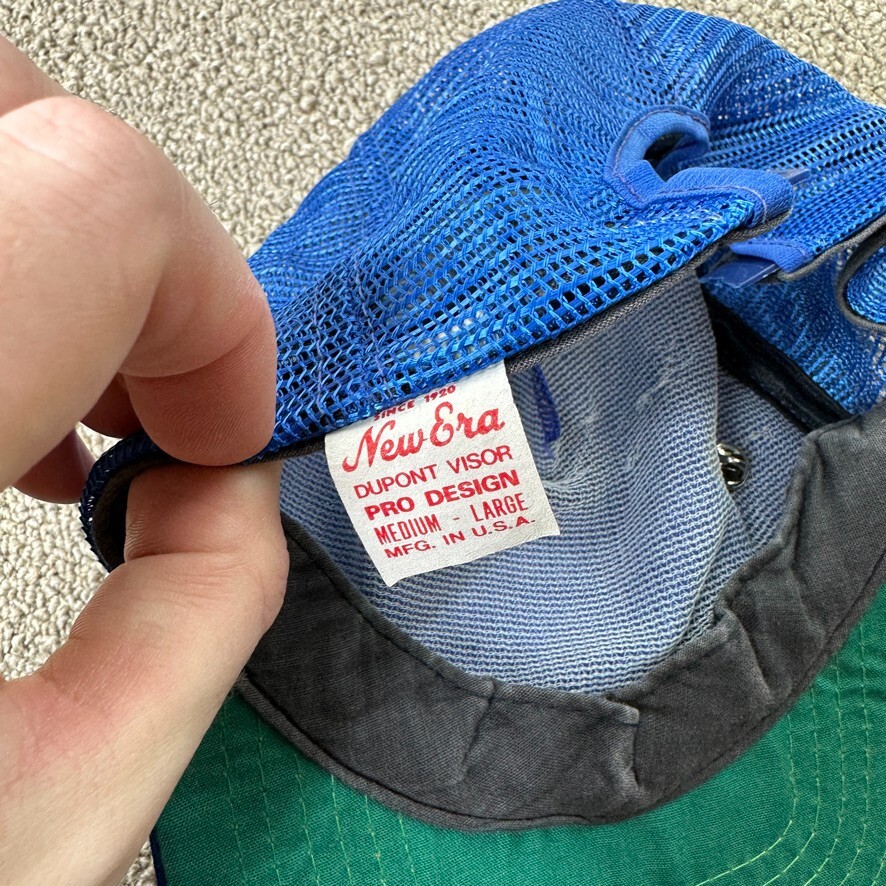 SINCE 1920
New Era
DUPONT VISOR
PRO DESIGN
MEDIUM - LARGE
MFG. IN U.S.A.